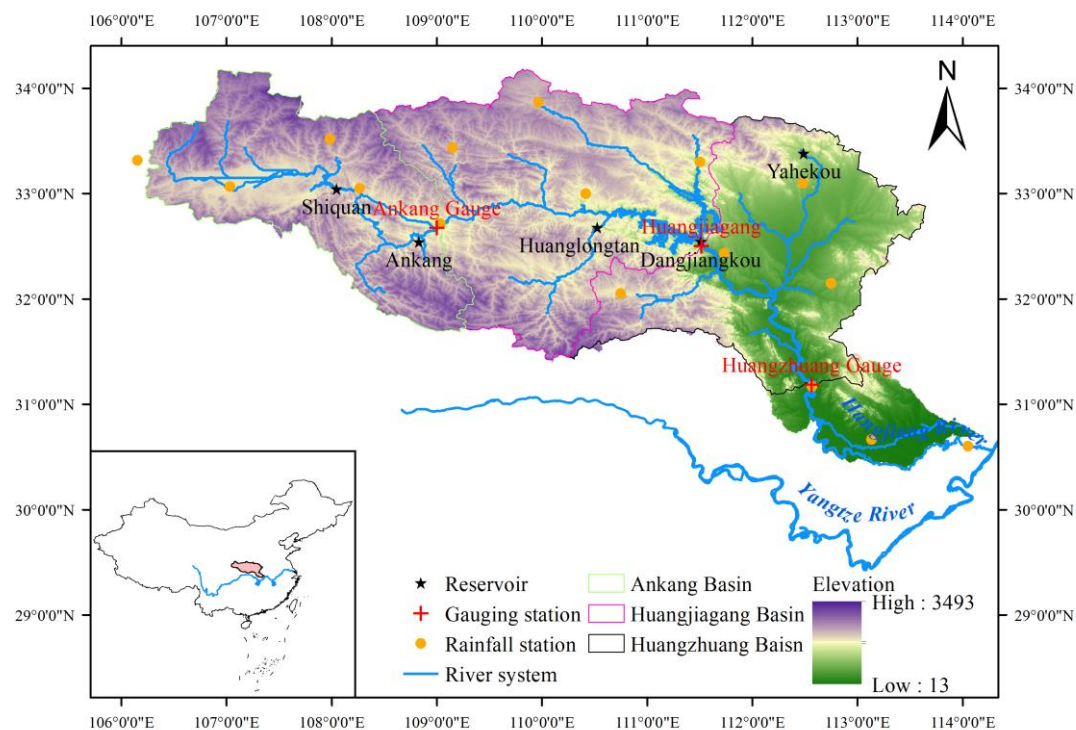 106°0'0"E 107°0'0"E 108°0'0"E 109°0'0"E 110°0'0"E 111°0'0"E 112°0'0"E 113°0'0"E 114°0'0"E
N
34°0'0"N 34°0'0"N
33°0'0"N 33°0'0"N
32°0'0"N 32°0'0"N
31°0'0"N 31°0'0"N
30°0'0"N 30°0'0"N
29°0'0"N 29°0'0"N
Yahekou
Shiquan
Ankang Gauge
Huangjiagang
Huanglongtan
Ankang
Dangjiangkou
Huangzhuang Gauge
Hangjiang River
Yangtze River
Reservoir
Gauging station
Rainfall station
River system
Ankang Basin
Huangjiagang Basin
Huangzhuang Baisn
Elevation
High : 3493
Low : 13
106°0'0"E 107°0'0"E 108°0'0"E 109°0'0"E 110°0'0"E 111°0'0"E 112°0'0"E 113°0'0"E 114°0'0"E